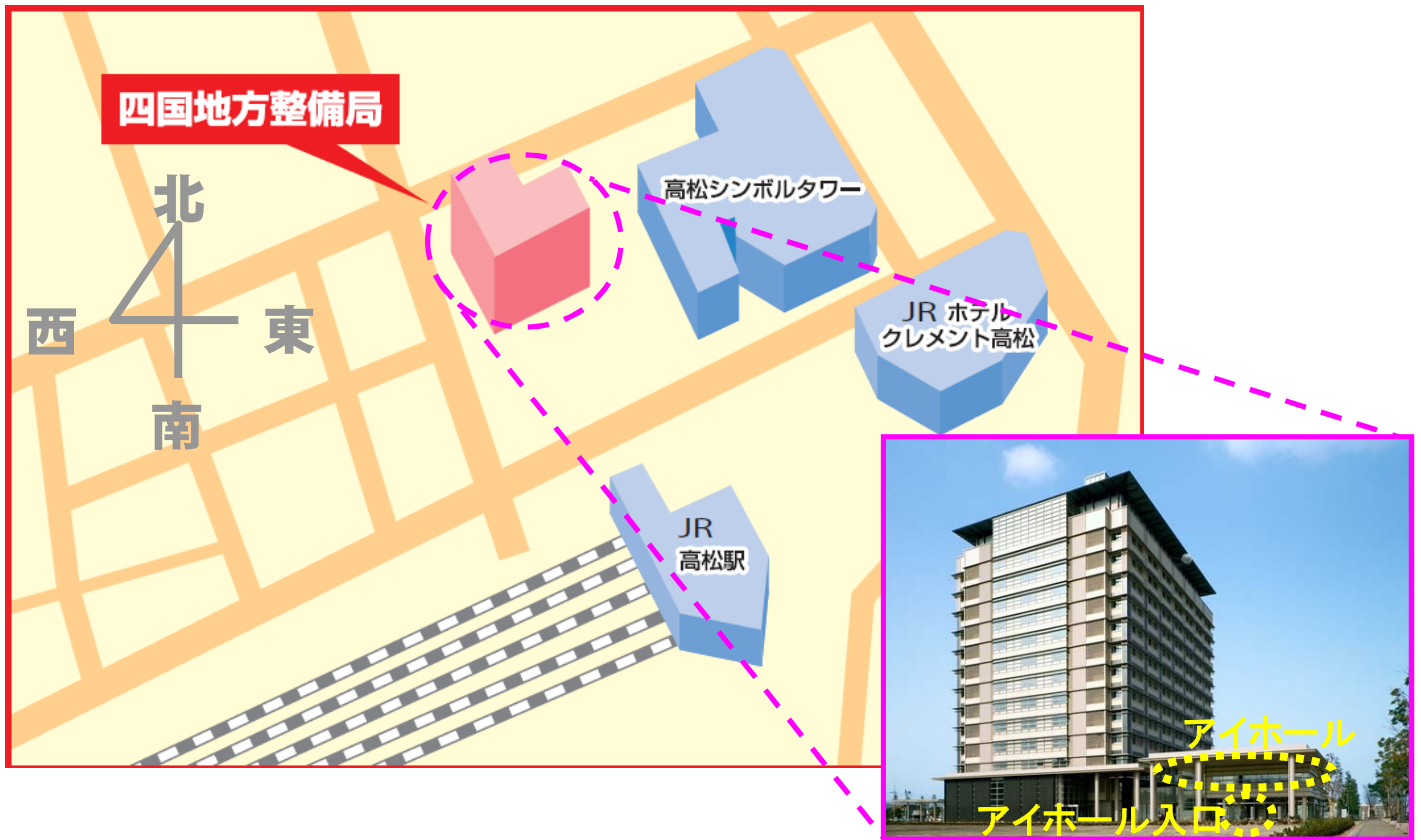 四国地方整備局
北
西
東
南
高松シンボルタワー
JR ホテル
クレメント高松
JR
高松駅
アイホール
アイホール入口